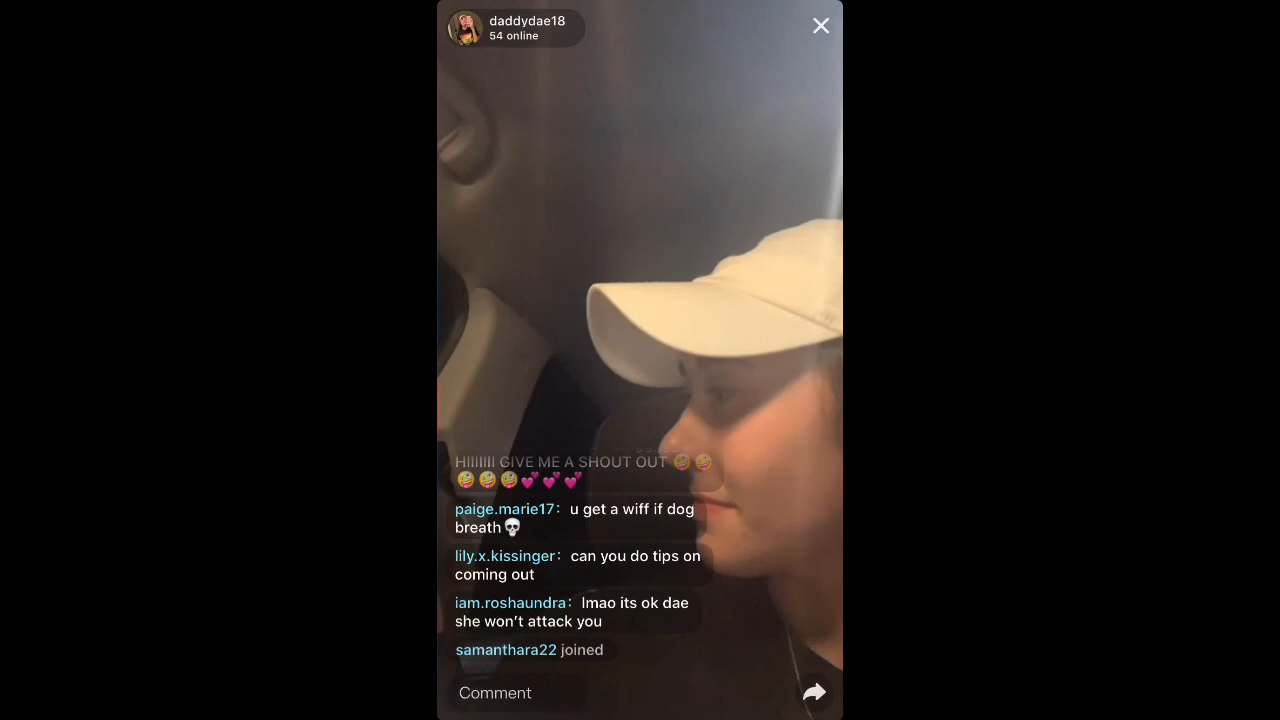 daddydae18
54 online
HIIIIIII GIVE ME A SHOUT OUT 🤪🤪
🤪🤪🤪💕💕💕
paige.marie17: u get a wiff if dog
breath💀
lily.x.kissinger: can you do tips on
coming out
iam.roshaundra: lmao its ok dae
she won't attack you
samanthara22 joined
Comment